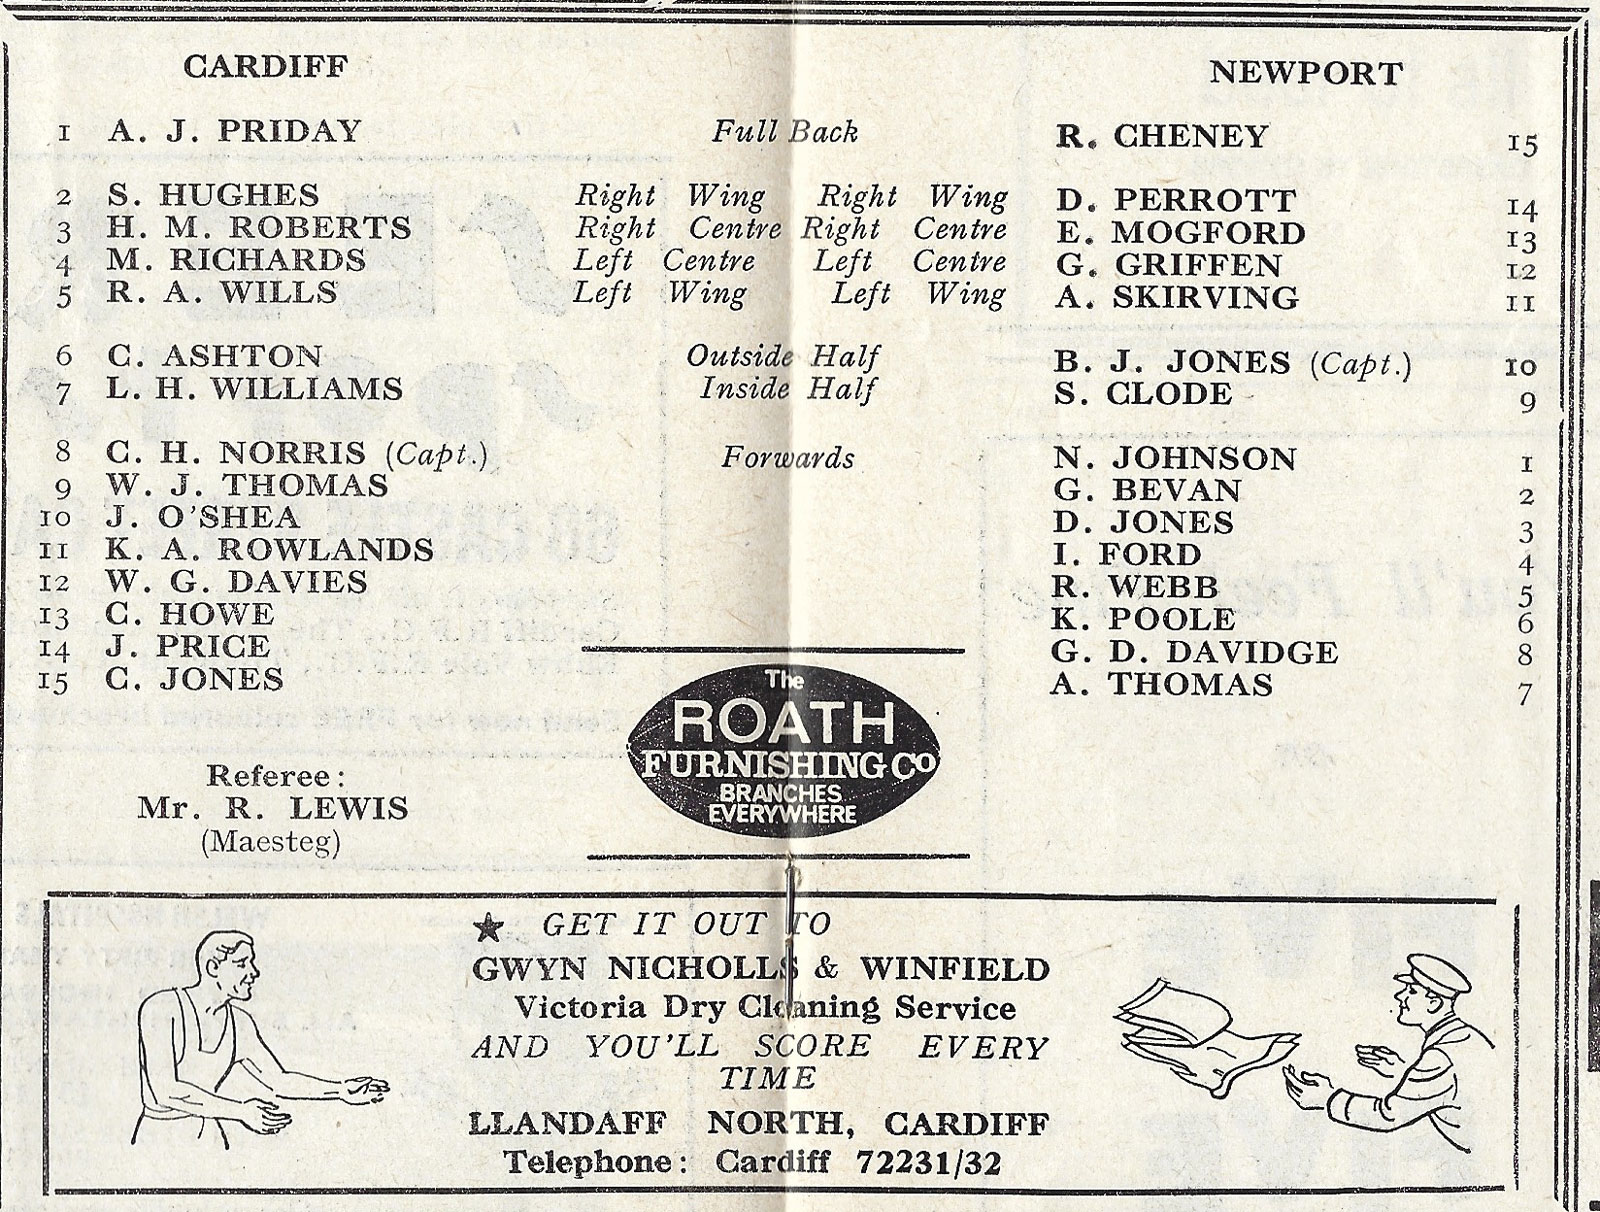 CARDIFF NEWPORT
1 A. J. PRIDAY Full Back R. CHENEY 15
2 S. HUGHES Right Wing Right Wing D. PERROTT 14
3 H. M. ROBERTS Right Centre Right Centre E. MOGFORD 13
4 M. RICHARDS Left Centre Left Centre G. GRIFFEN 12
5 R. A. WILLS Left Wing Left Wing A. SKIRVING 11
6 C. ASHTON Outside Half B. J. JONES (Capt.) 10
7 L. H. WILLIAMS Inside Half S. CLODE 9
8 C. H. NORRIS (Capt.) Forwards N. JOHNSON 1
9 W. J. THOMAS G. BEVAN 2
10 J. O'SHEA D. JONES 3
11 K. A. ROWLANDS I. FORD 4
12 W. G. DAVIES R. WEBB 5
13 C. HOWE K. POOLE 6
14 J. PRICE G. D. DAVIDGE 8
15 C. JONES A. THOMAS 7
Referee:
Mr. R. LEWIS
(Maesteg)
The
ROATH
FURNISHING CO
BRANCHES
EVERYWHERE
★ GET IT OUT TO
GWYN NICHOLLS & WINFIELD
Victoria Dry Cleaning Service
AND YOU'LL SCORE EVERY
TIME
LLANDAFF NORTH, CARDIFF
Telephone: Cardiff 72231/32